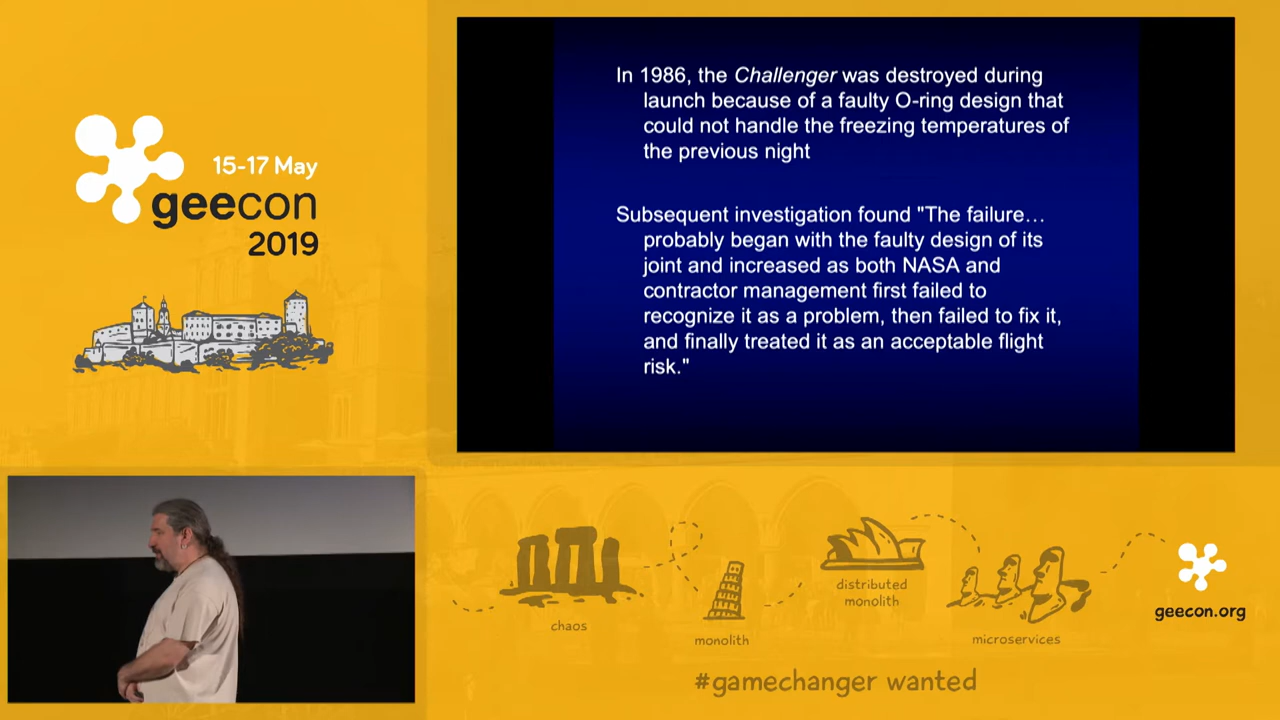 15-17 May
geecon
2019
In 1986, the Challenger was destroyed during
launch because of a faulty O-ring design that
could not handle the freezing temperatures of
the previous night
Subsequent investigation found "The failure…
probably began with the faulty design of its
joint and increased as both NASA and
contractor management first failed to
recognize it as a problem, then failed to fix it,
and finally treated it as an acceptable flight
risk."
chaos
monolith
distributed
monolith
microservices
geecon.org
#gamechanger wanted